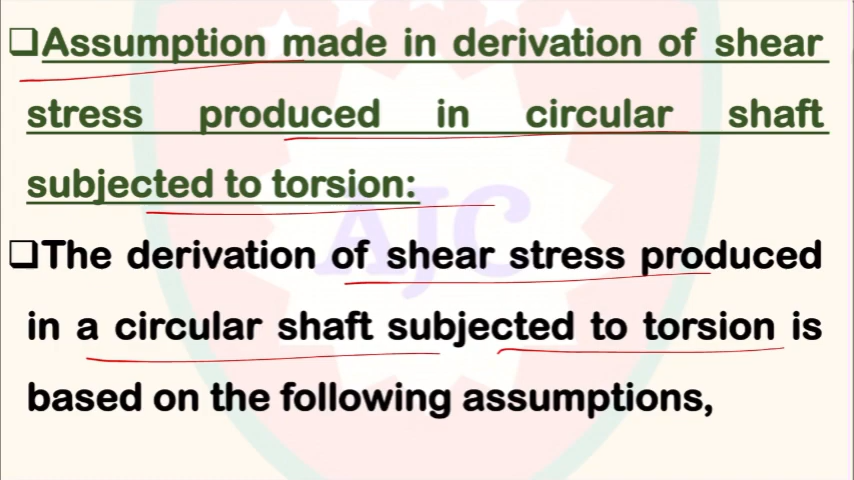 ❑Assumption made in derivation of shear
stress produced in circular shaft
subjected to torsion:
❑The derivation of shear stress produced
in a circular shaft subjected to torsion is
based on the following assumptions,
AJC